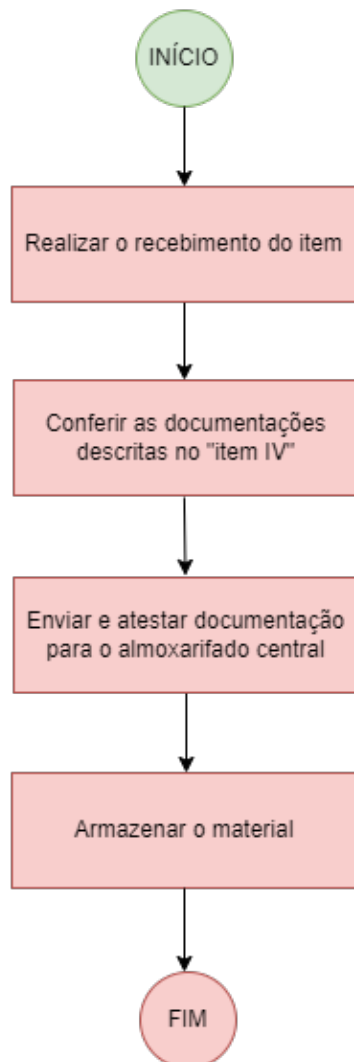 INÍCIO
Realizar o recebimento do item
Conferir as documentações
descritas no "item IV"
Enviar e atestar documentação
para o almoxarifado central
Armazenar o material
FIM